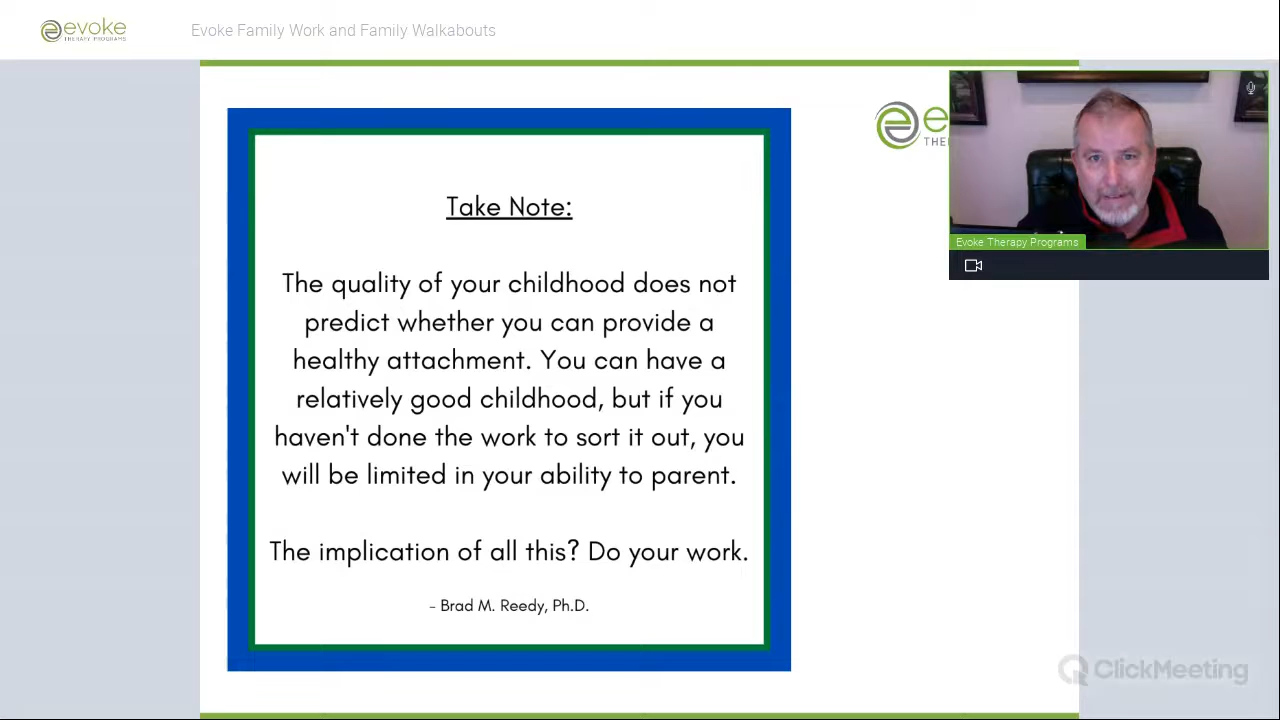 evoke
THERAPY PROGRAMS
Evoke Family Work and Family Walkabouts
e
THE
Evoke Therapy Programs
Take Note:
The quality of your childhood does not
predict whether you can provide a
healthy attachment. You can have a
relatively good childhood, but if you
haven't done the work to sort it out, you
will be limited in your ability to parent.
The implication of all this? Do your work.
- Brad M. Reedy, Ph.D.
ClickMeeting